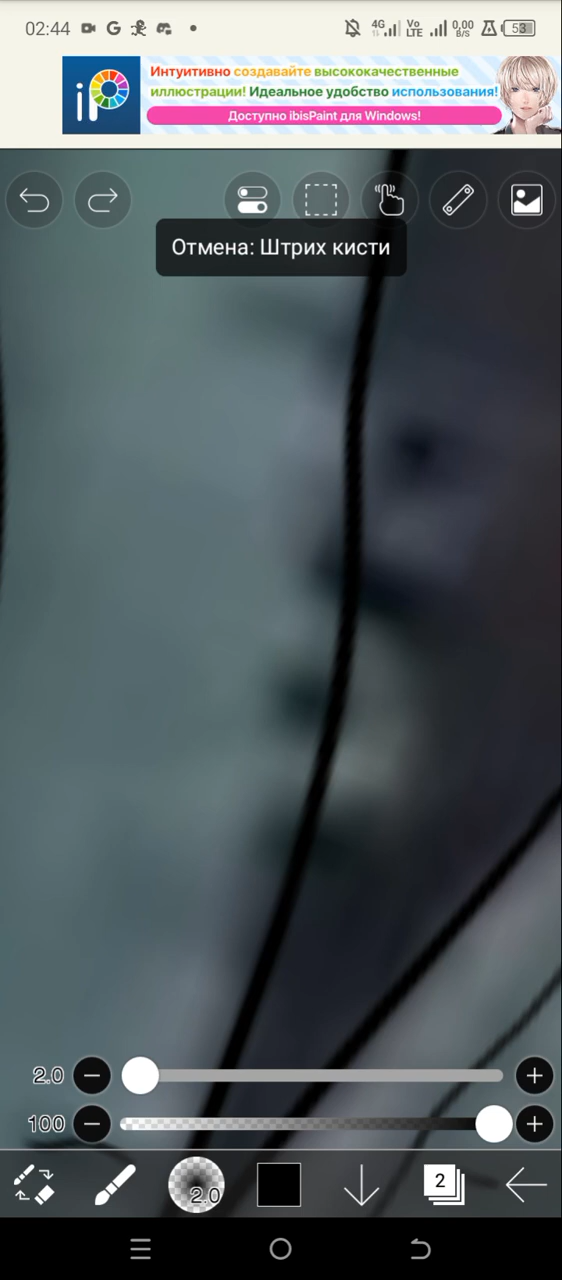 02:44
4G
Vo
LTE
0,00
B/S
53
iP
Интуитивно создавайте высококачественные
иллюстрации! Идеальное удобство использования!
Доступно ibisPaint для Windows!
Отмена: Штрих кисти
2.0
100
2.0
2